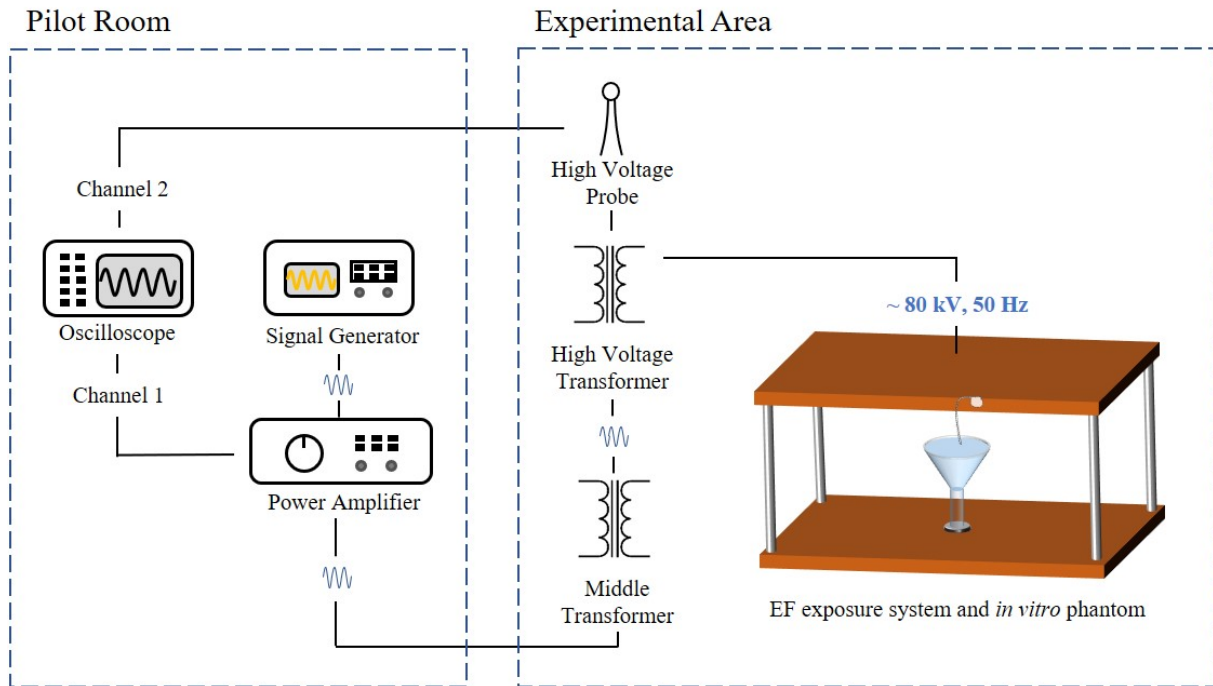 Pilot Room
Experimental Area
High Voltage
Probe
Channel 2
~ 80 kV, 50 Hz
Oscilloscope
Signal Generator
High Voltage
Transformer
Channel 1
Power Amplifier
Middle
Transformer
EF exposure system and in vitro phantom